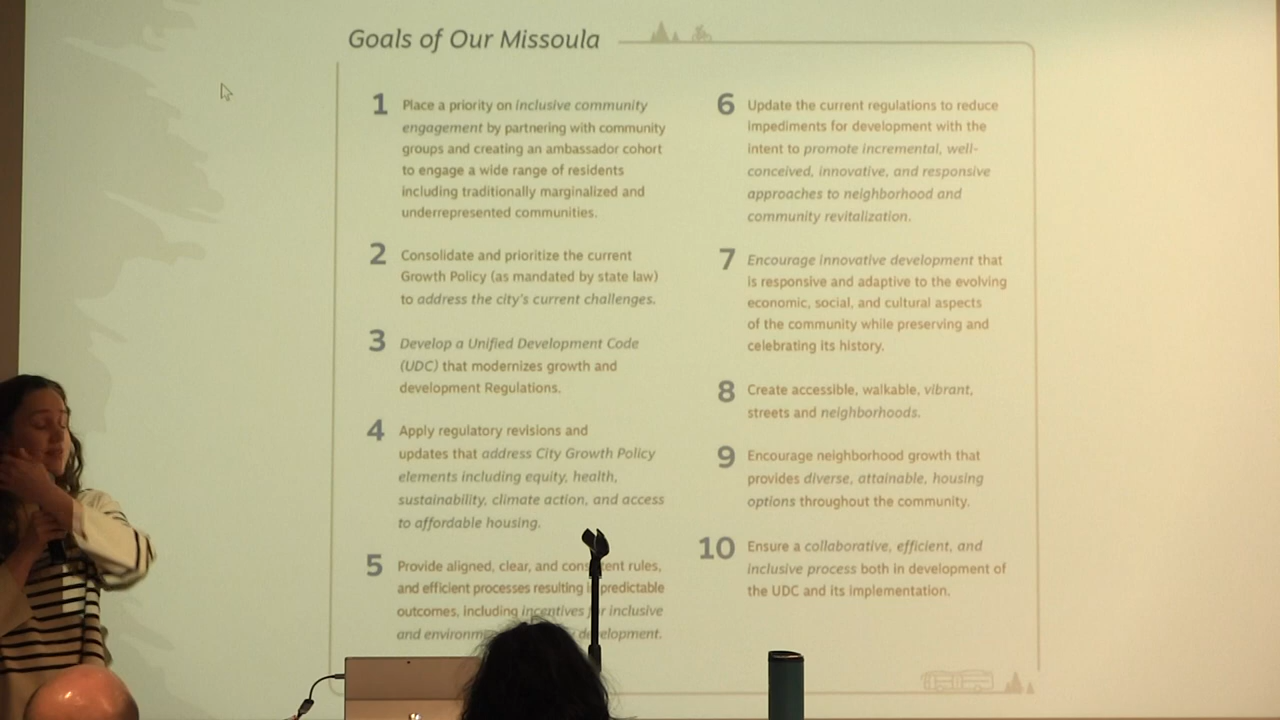 Goals of Our Missoula
1
Place a priority on inclusive community
engagement by partnering with community
groups and creating an ambassador cohort
to engage a wide range of residents
including traditionally marginalized and
underrepresented communities.
2
Consolidate and prioritize the current
Growth Policy (as mandated by state law)
to address the city's current challenges.
3
Develop a Unified Development Code
(UDC) that modernizes growth and
development Regulations.
4
Apply regulatory revisions and
updates that address City Growth Policy
elements including equity, health,
sustainability, climate action, and access
to affordable housing.
5
Provide aligned, clear, and consistent rules,
and efficient processes resulting in predictable
outcomes, including incentives for inclusive
and development.
6
Update the current regulations to reduce
impediments for development with the
intent to promote incremental, well-
conceived, innovative, and responsive
approaches to neighborhood and
community revitalization.
7
Encourage innovative development that
is responsive and adaptive to the evolving
economic, social, and cultural aspects
of the community while preserving and
celebrating its history.
8
Create accessible, walkable, vibrant,
streets and neighborhoods.
9
Encourage neighborhood growth that
provides diverse, attainable, housing
options throughout the community.
10
Ensure a collaborative, efficient, and
inclusive process both in development of
the UDC and its implementation.